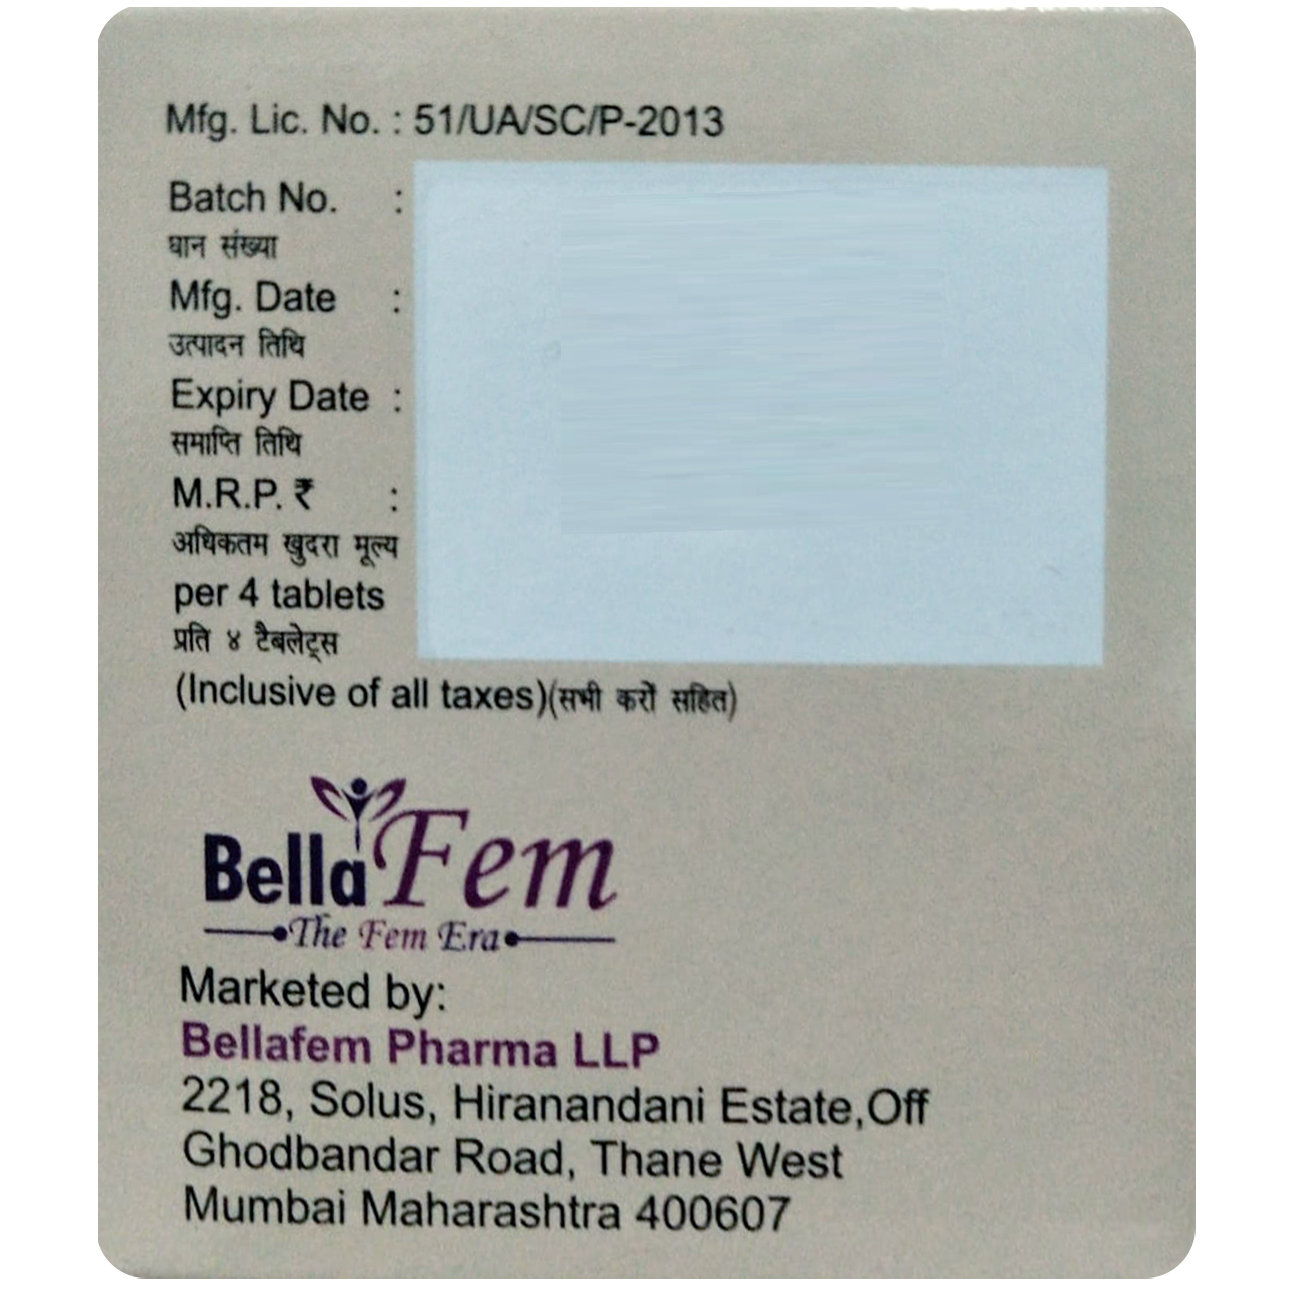 Mfg. Lic. No. : 51/UA/SC/P-2013
Batch No. :
घान संख्या
Mfg. Date :
उत्पादन तिथि
Expiry Date :
समाप्ति तिथि
M.R.P. ₹ :
अधिकतम खुदरा मूल्य
per 4 tablets
प्रति ४ टैबलेट्स
(Inclusive of all taxes)(सभी करों सहित)
BellaFem
The Fem Era
Marketed by:
Bellafem Pharma LLP
2218, Solus, Hiranandani Estate,Off
Ghodbandar Road, Thane West
Mumbai Maharashtra 400607